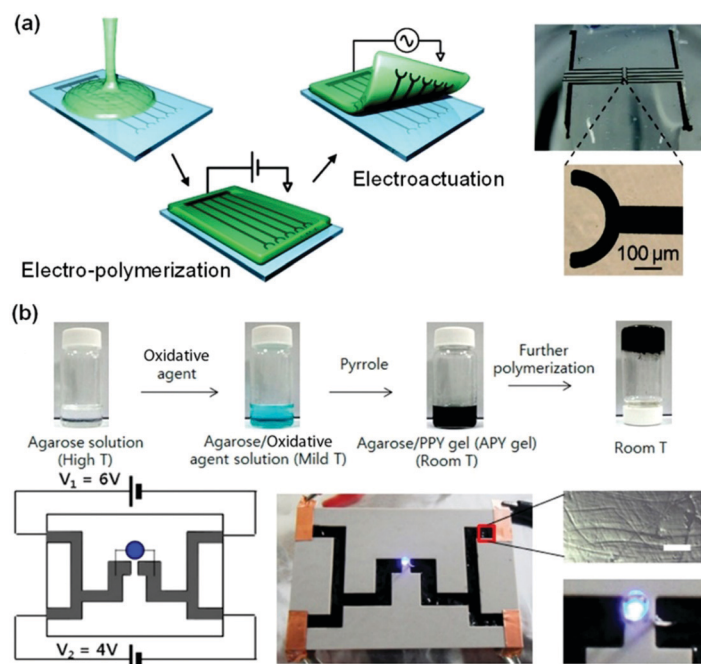 (a)
Electroactuation
Electro-polymerization
100 µm
(b)
Oxidative
agent
Pyrrole
Further
polymerization
Agarose solution
(High T)
Agarose/Oxidative
agent solution (Mild T)
Agarose/PPY gel (APY gel)
(Room T)
Room T
V₁ = 6V
V₂ = 4V